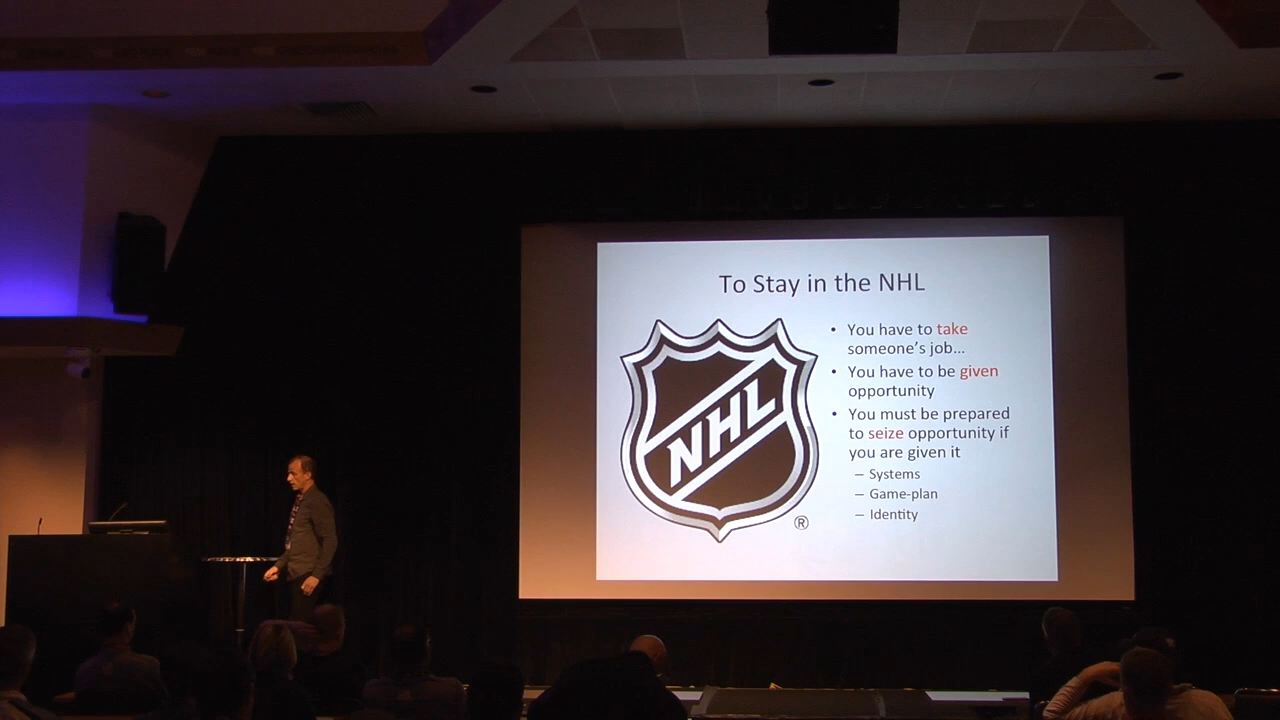 To Stay in the NHL
NHL
®
• You have to take
someone's job...
• You have to be given
opportunity
• You must be prepared
to seize opportunity if
you are given it
– Systems
– Game-plan
– Identity